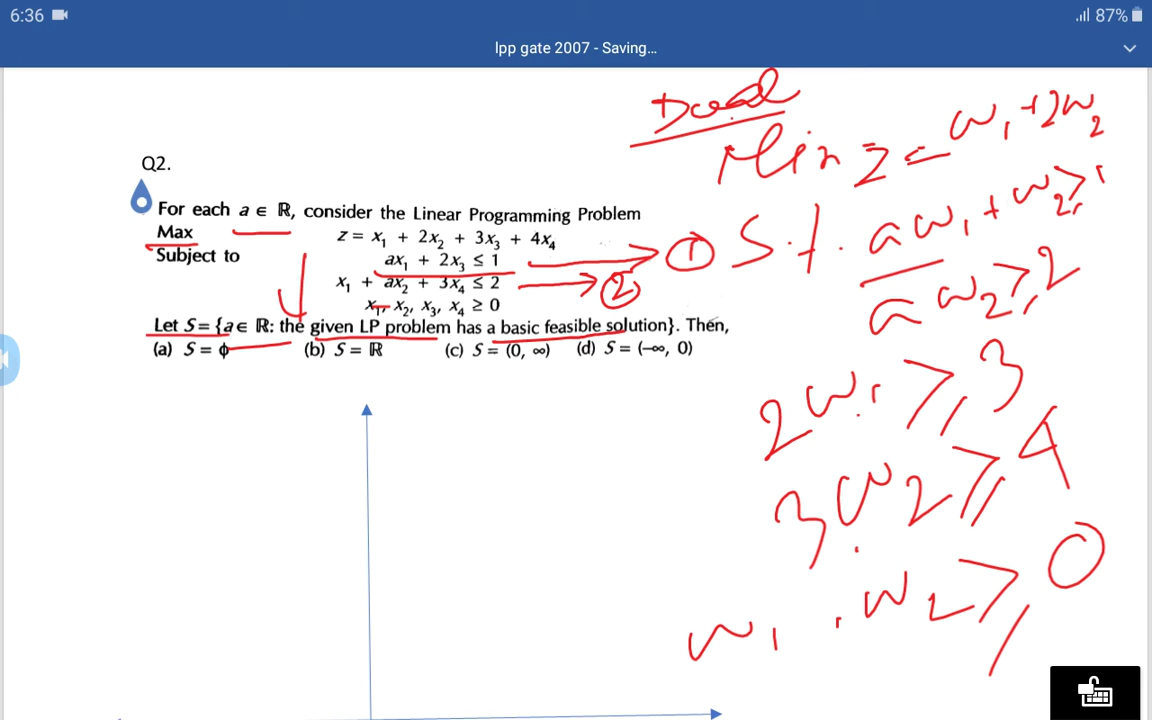 6:36
87%
lpp gate 2007 - Saving...
Dual
Min z = w₁ + 2w₂
Q2.
For each a ∈ ℝ, consider the Linear Programming Problem
Max z = x₁ + 2x₂ + 3x₃ + 4x₄
Subject to ax₁ + 2x₃ ≤ 1
① S.t. aw₁ + w₂ ≥ 1
x₁ + ax₂ + 3x₄ ≤ 2
② aw₂ ≥ 2
x₁, x₂, x₃, x₄ ≥ 0
Let S= {a∈ ℝ: the given LP problem has a basic feasible solution}. Then,
(a) S = ϕ (b) S = ℝ (c) S = (0, ∞) (d) S = (-∞, 0)
2w₁ ≥ 3
3w₂ ≥ 4
w₁, w₂ ≥ 0